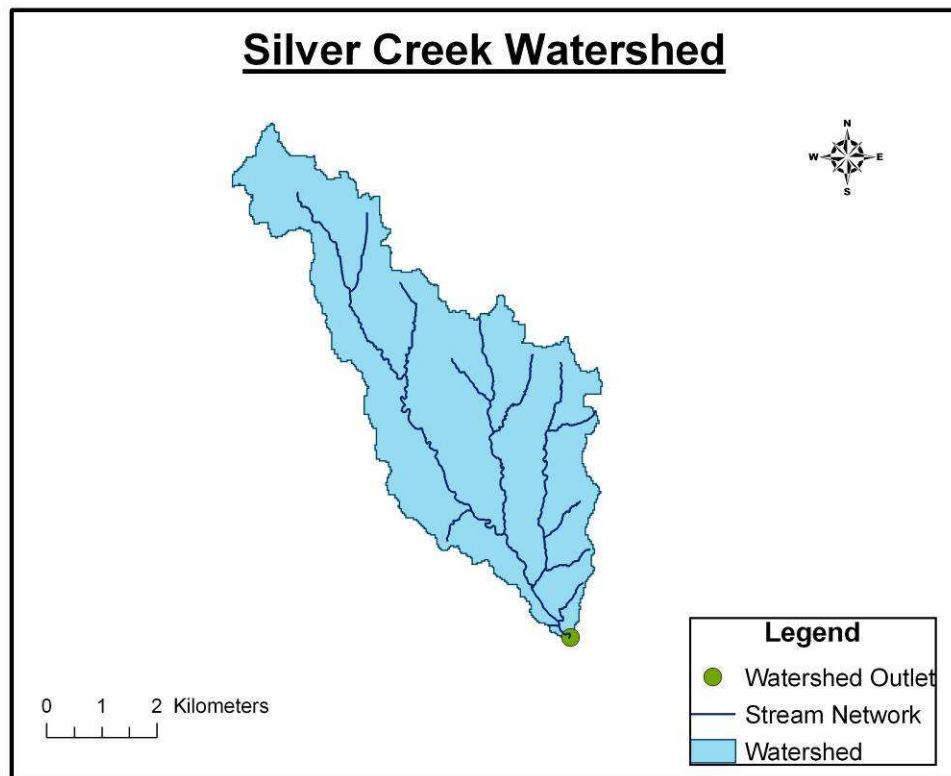 Silver Creek Watershed
N
W E
S
Legend
Watershed Outlet
Stream Network
Watershed
0 1 2 Kilometers